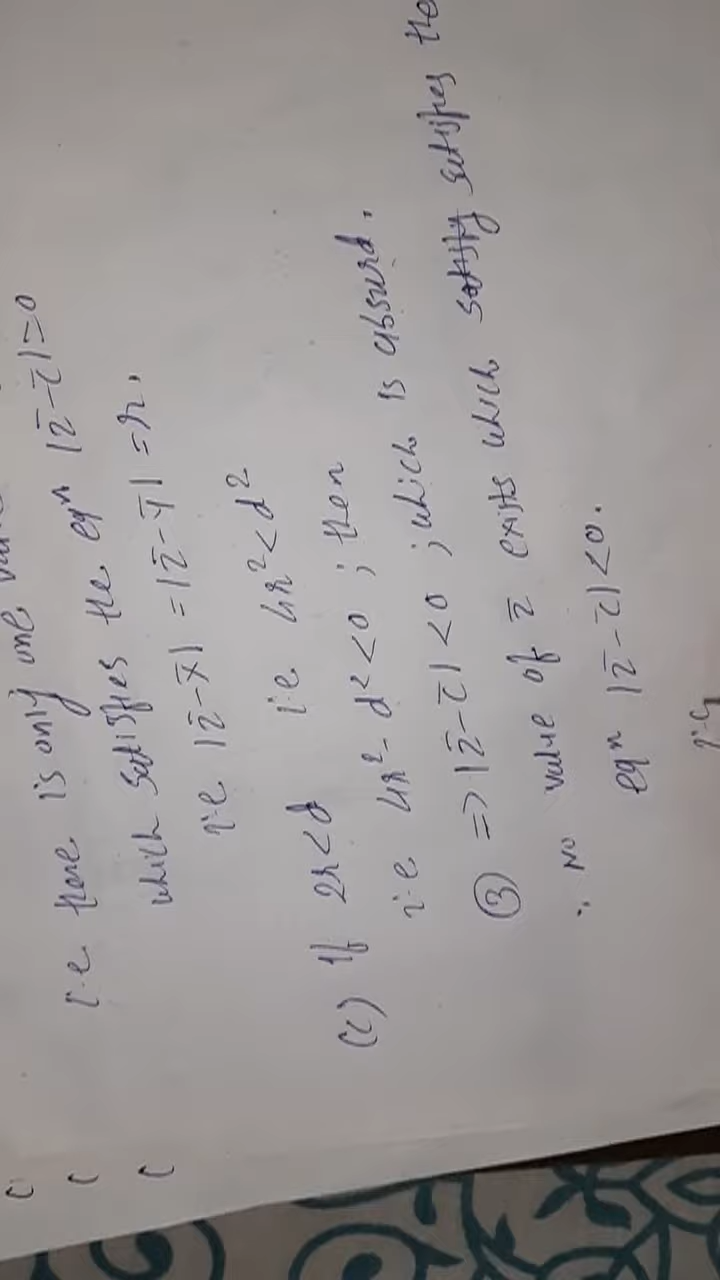 i.e there is only one
which satisfies the eqⁿ |z̄-c̄|=0
i.e |z̄-x̄| = |z̄-ȳ| = r.
(c) If 2r<d i.e 4r²<d²
i.e 4r²-d²<0 ; then
③ => |z̄-c̄| <0 ; which is absurd.
∴ No value of z̄ exists which satisfy satisfies the
eqⁿ |z̄-c̄|<0.